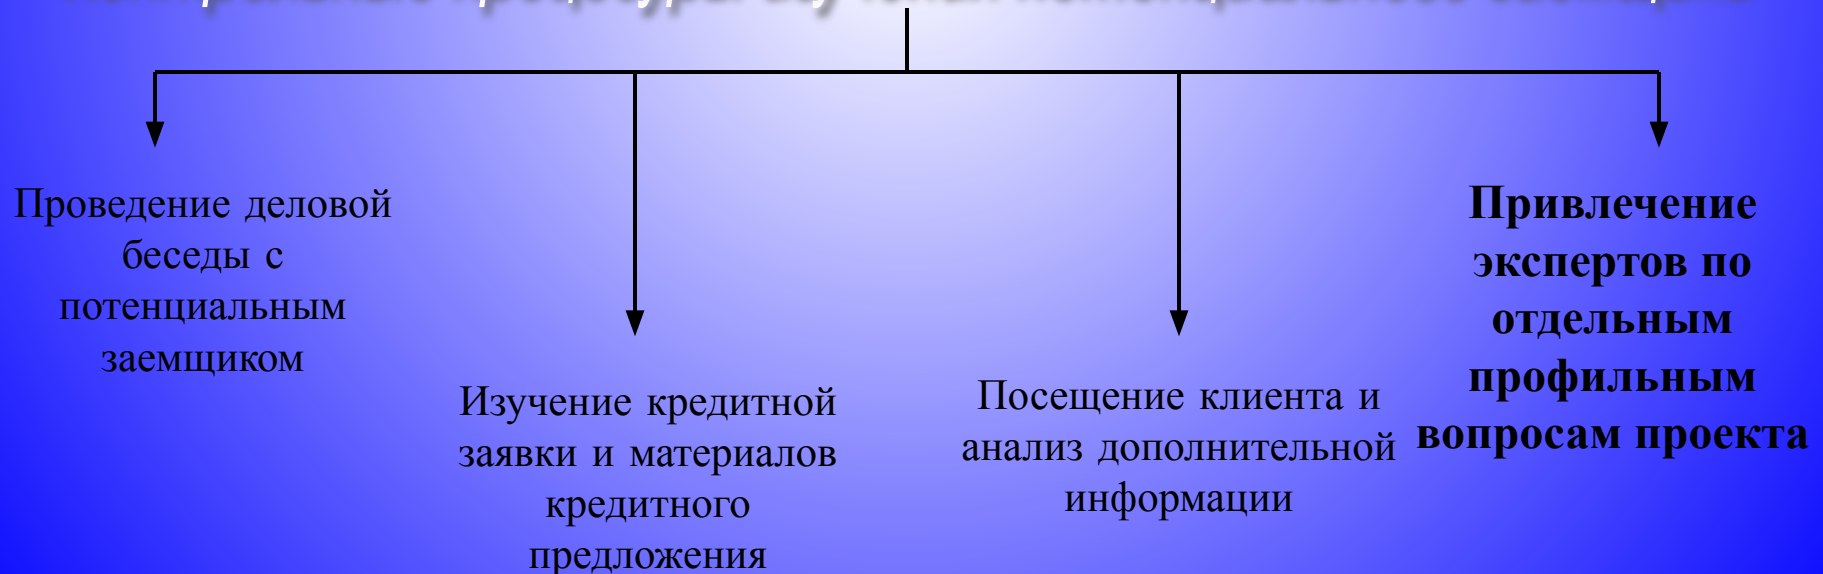 Проведение деловой
беседы с
потенциальным
заемщиком
Изучение кредитной
заявки и материалов
кредитного
предложения
Посещение клиента и
анализ дополнительной
информации
Привлечение
экспертов по
отдельным
профильным
вопросам проекта